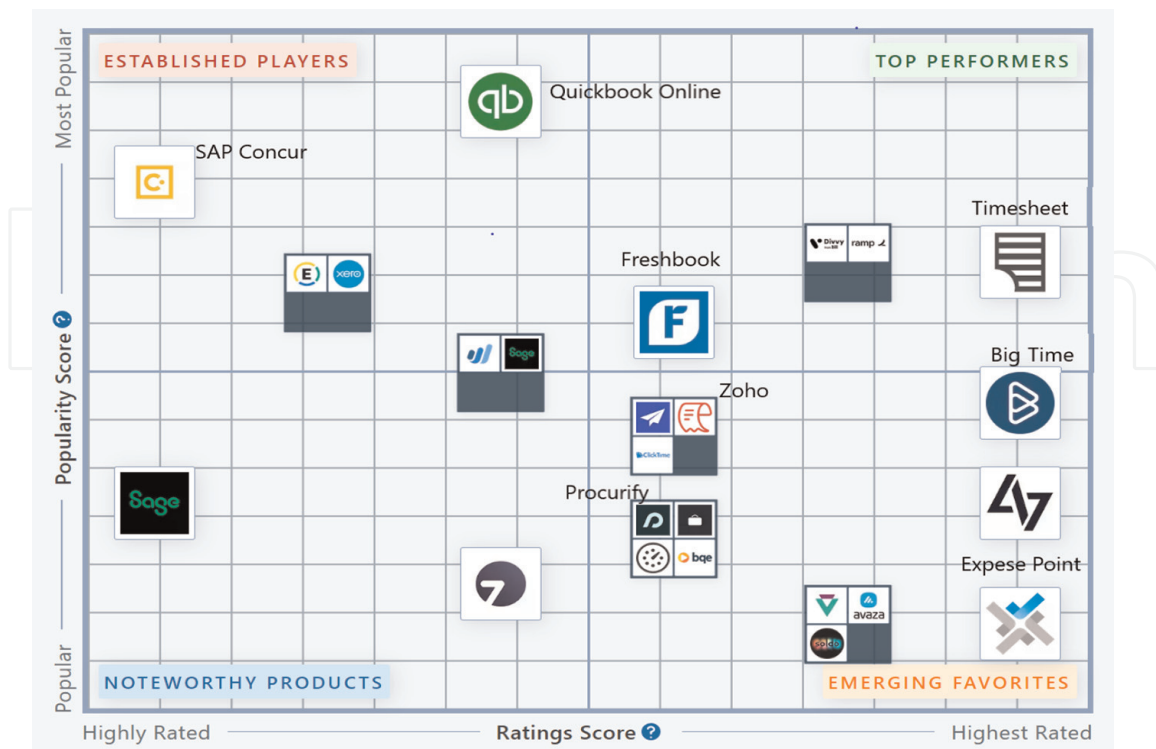 ESTABLISHED PLAYERS
TOP PERFORMERS
Most Popular
qb
Quickbook Online
SAP Concur
C
Timesheet
Divvy
ramp
E
xero
Freshbook
F
Popularity Score ?
Sage
Big Time
Zoho
ClickTime
Sage
Procurify
bqe
Expese Point
avaza
Popular
NOTEWORTHY PRODUCTS
EMERGING FAVORITES
Highly Rated
Ratings Score ?
Highest Rated